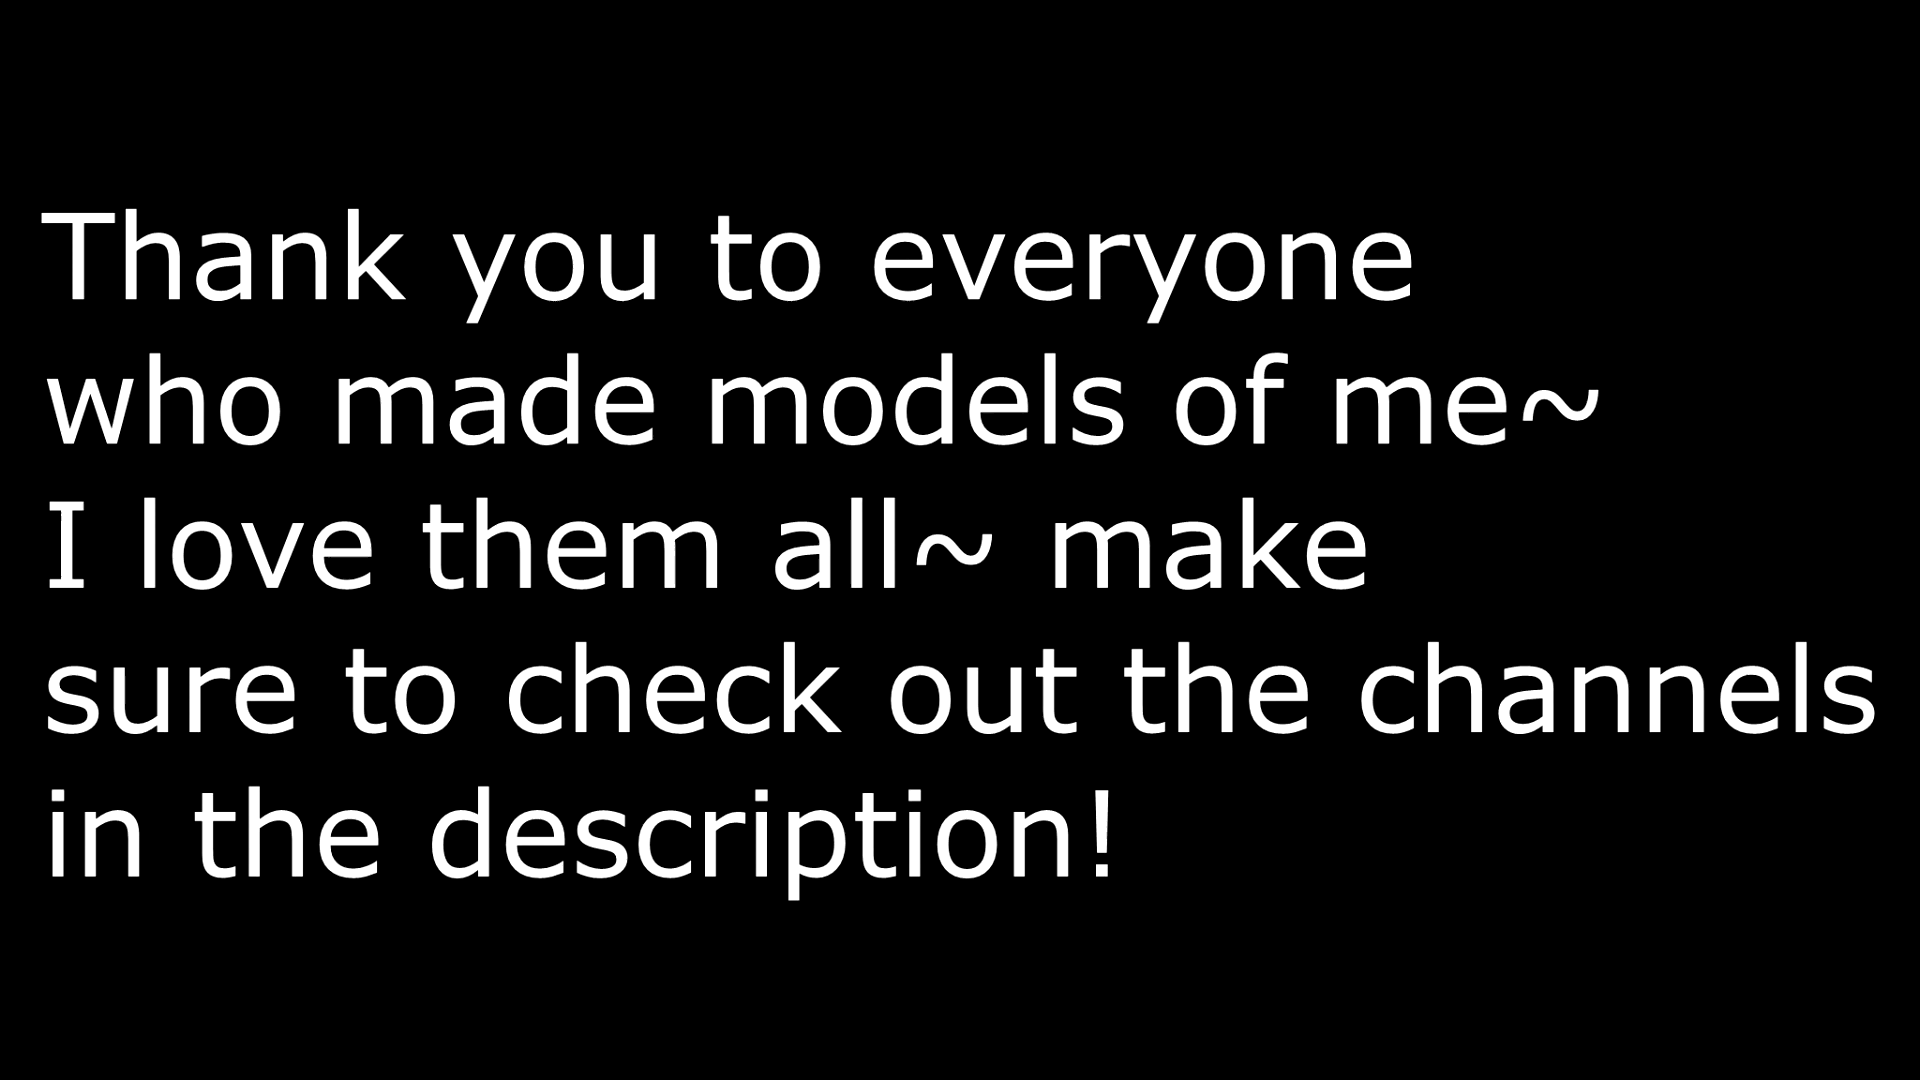 Thank you to everyone
who made models of me~
I love them all~ make
sure to check out the channels
in the description!